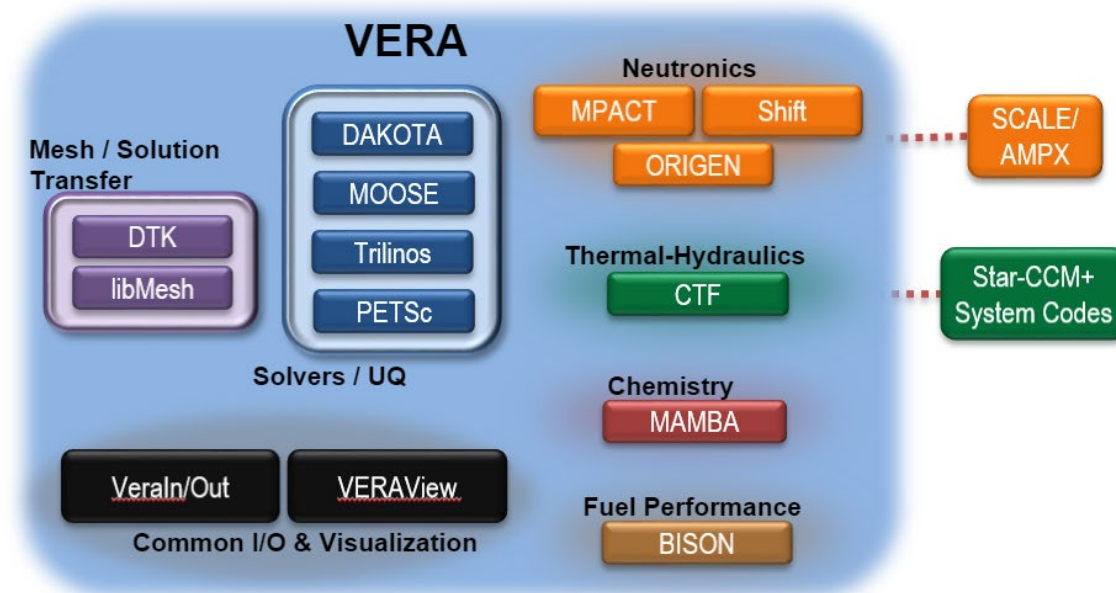 VERA
Mesh / Solution
Transfer
DTK
libMesh
DAKOTA
MOOSE
Trilinos
PETSc
Solvers / UQ
VeraIn/Out
VERAView
Common I/O & Visualization
Neutronics
MPACT
Shift
ORIGEN
Thermal-Hydraulics
CTF
Chemistry
MAMBA
Fuel Performance
BISON
SCALE/
AMPX
Star-CCM+
System Codes